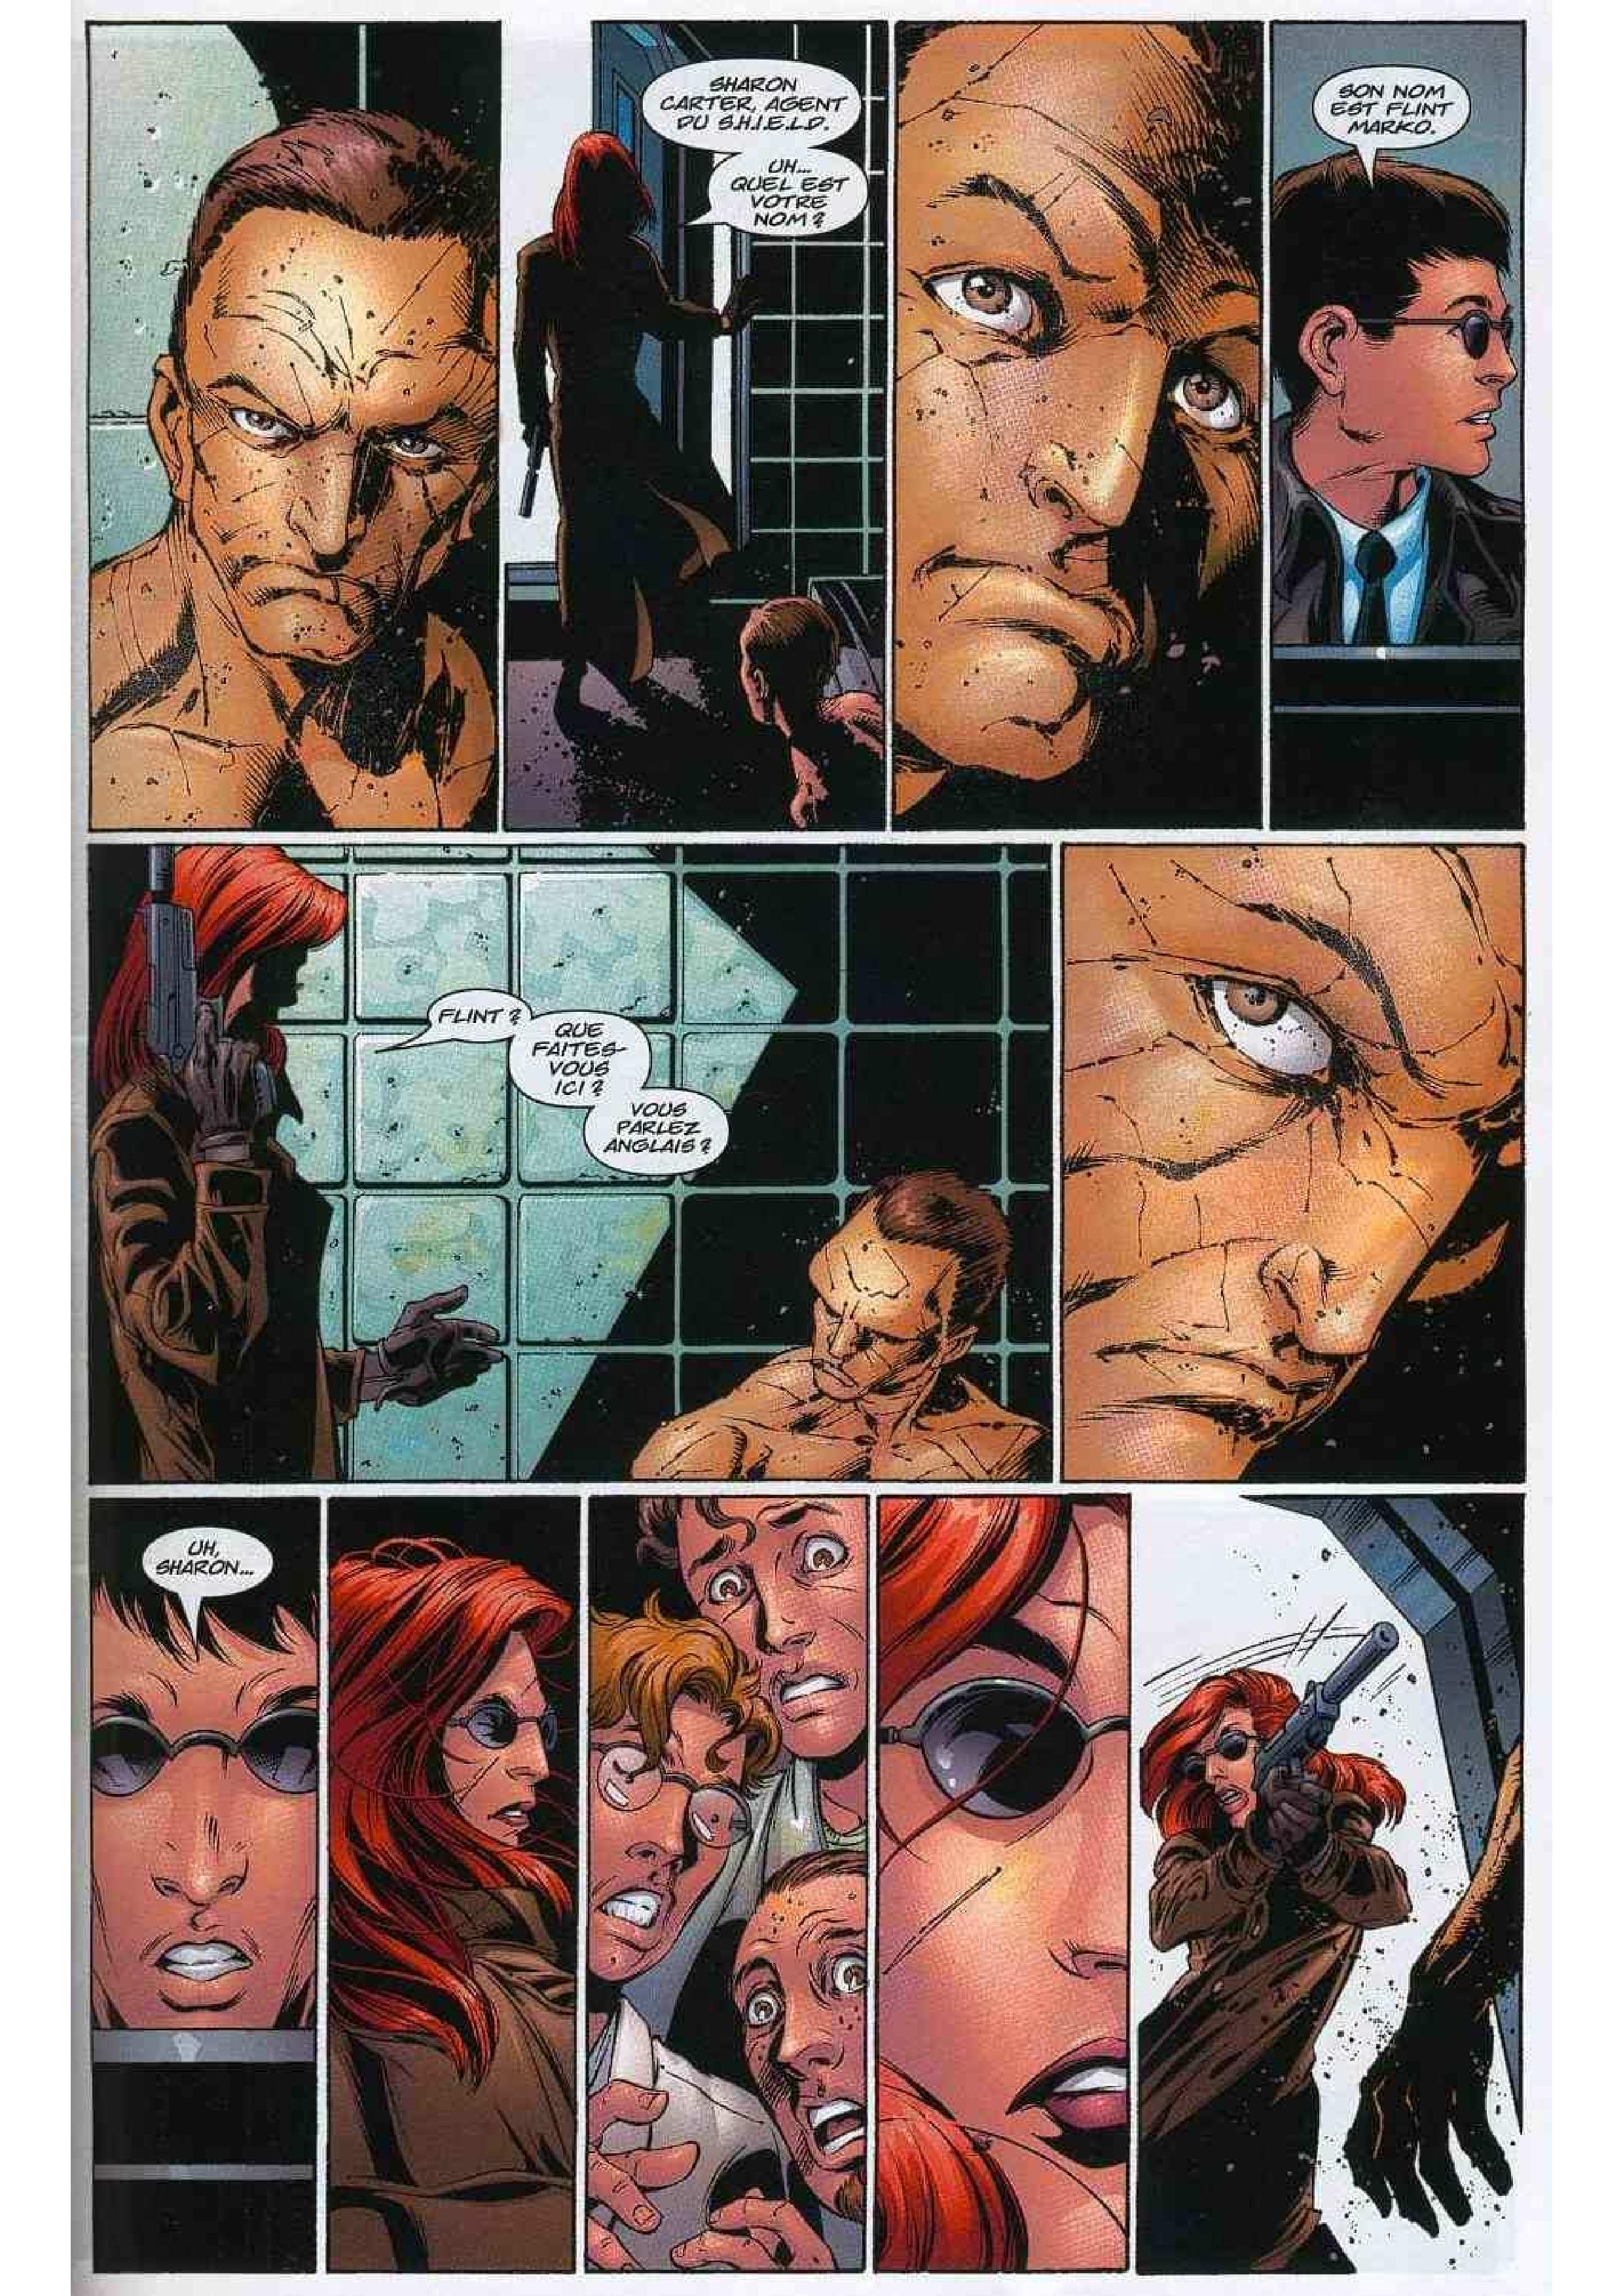 SHARON
CARTER, AGENT
DU S.H.I.E.L.D.
UH...
QUEL EST
VOTRE
NOM ?
SON NOM
EST FLINT
MARKO.
FLINT ?
QUE
FAITES-
VOUS
ICI ?
VOUS
PARLEZ
ANGLAIS ?
UH,
SHARON...